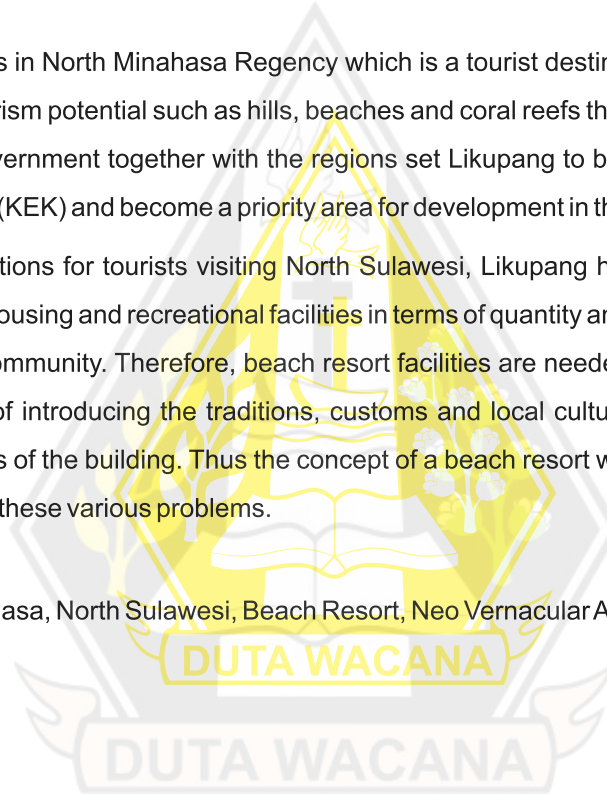 s in North Minahasa Regency which is a tourist destin
rism potential such as hills, beaches and coral reefs th
vernment together with the regions set Likupang to b
(KEK) and become a priority area for development in th
tions for tourists visiting North Sulawesi, Likupang h
ousing and recreational facilities in terms of quantity an
ommunity. Therefore, beach resort facilities are neede
of introducing the traditions, customs and local cultu
s of the building. Thus the concept of a beach resort w
these various problems.
asa, North Sulawesi, Beach Resort, Neo Vernacular A
DUTA WACANA
DUTA WACANA